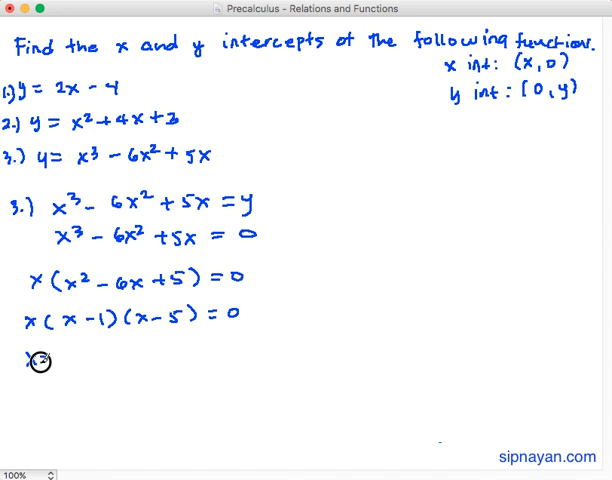 Precalculus - Relations and Functions
Find the x and y intercepts of the following function.
x int: (x, 0)
y int: (0, y)
1.) y = 2x - 4
2.) y = x² + 4x + 3
3.) y = x³ - 6x² + 5x
3.) x³ - 6x² + 5x = y
x³ - 6x² + 5x = 0
x (x² - 6x + 5) = 0
x (x - 1) (x - 5) = 0
sipnayan.com
100%